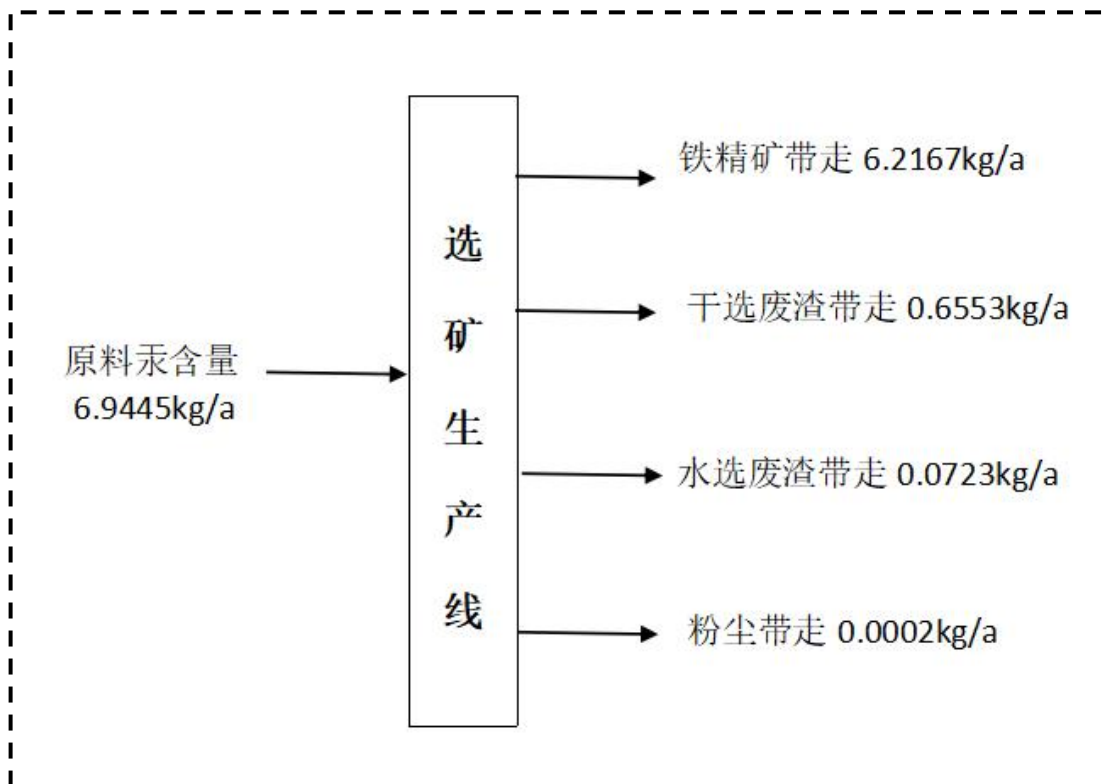 铁精矿带走 6.2167kg/a
选矿生产线
干选废渣带走 0.6553kg/a
原料汞含量
6.9445kg/a
水选废渣带走 0.0723kg/a
粉尘带走 0.0002kg/a